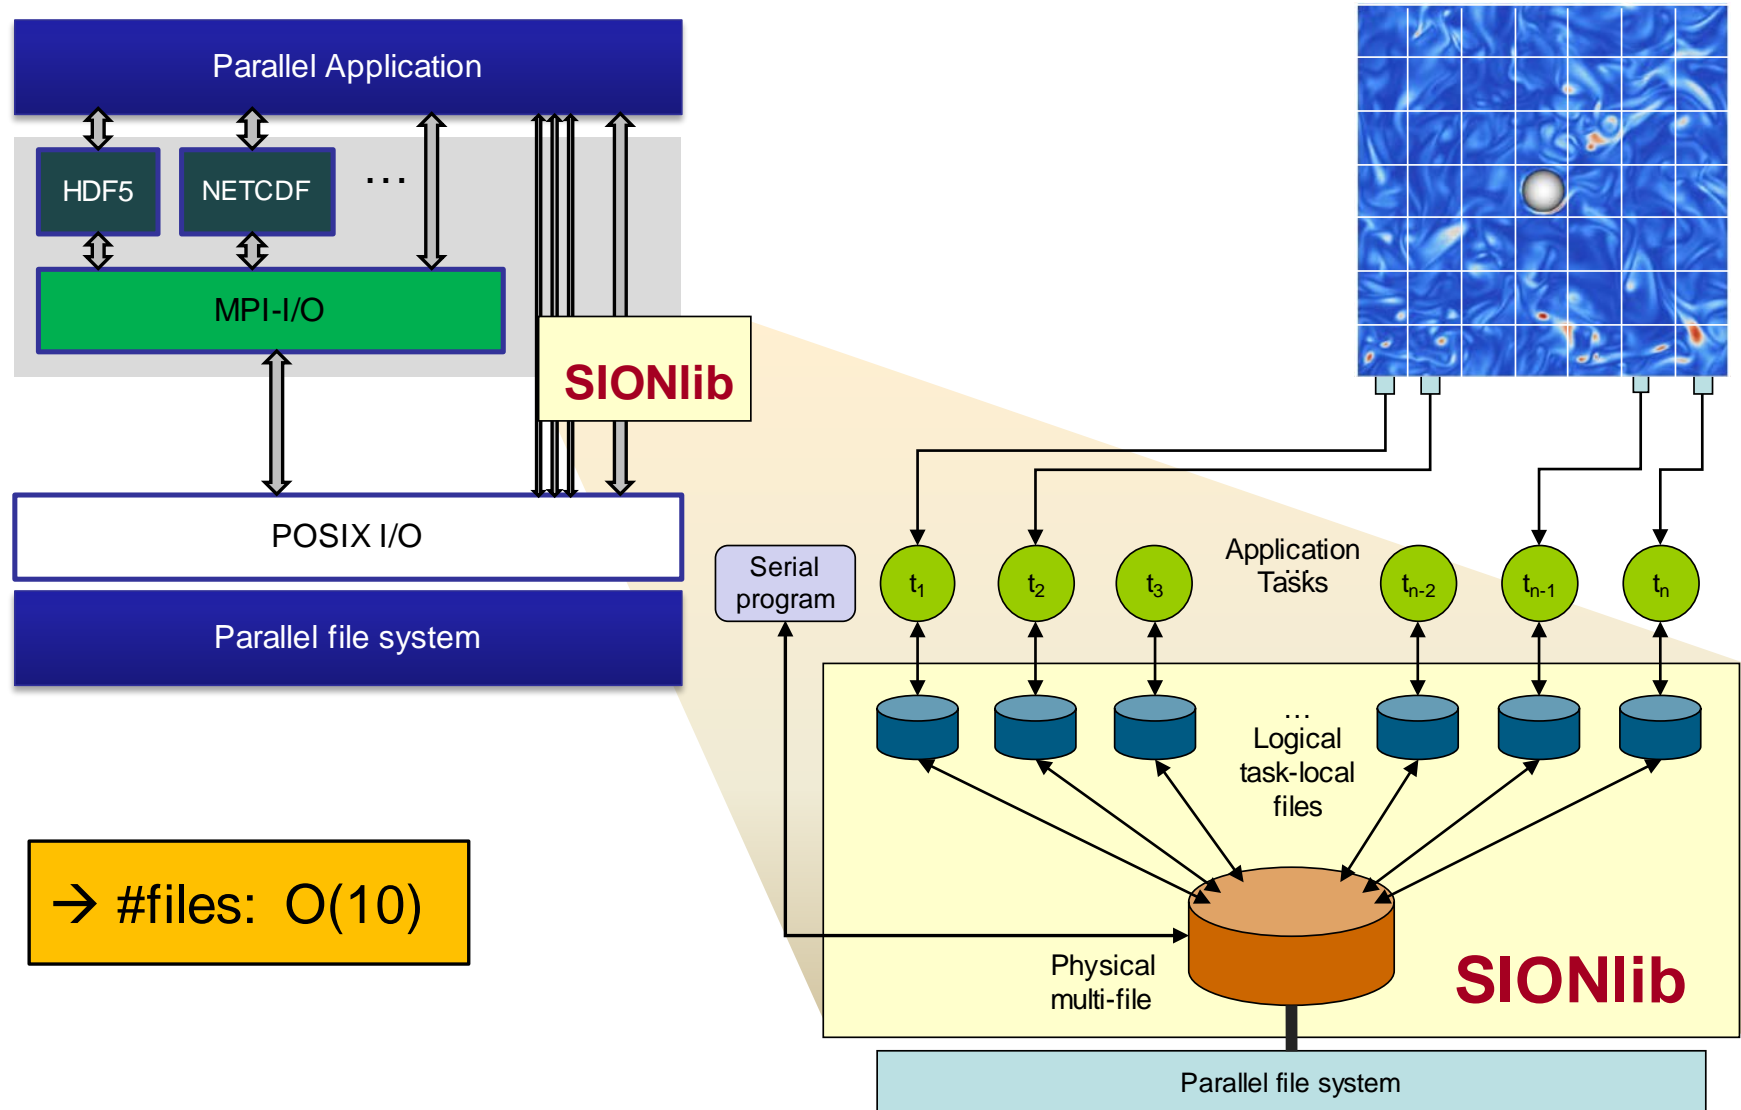 Parallel Application
HDF5
NETCDF
...
MPI-I/O
SIONlib
POSIX I/O
Parallel file system
→ #files: O(10)
Serial
program
t1
t2
t3
Application
Tasks
...
tn-2
tn-1
tn
...
Logical
task-local
files
Physical
multi-file
SIONlib
Parallel file system